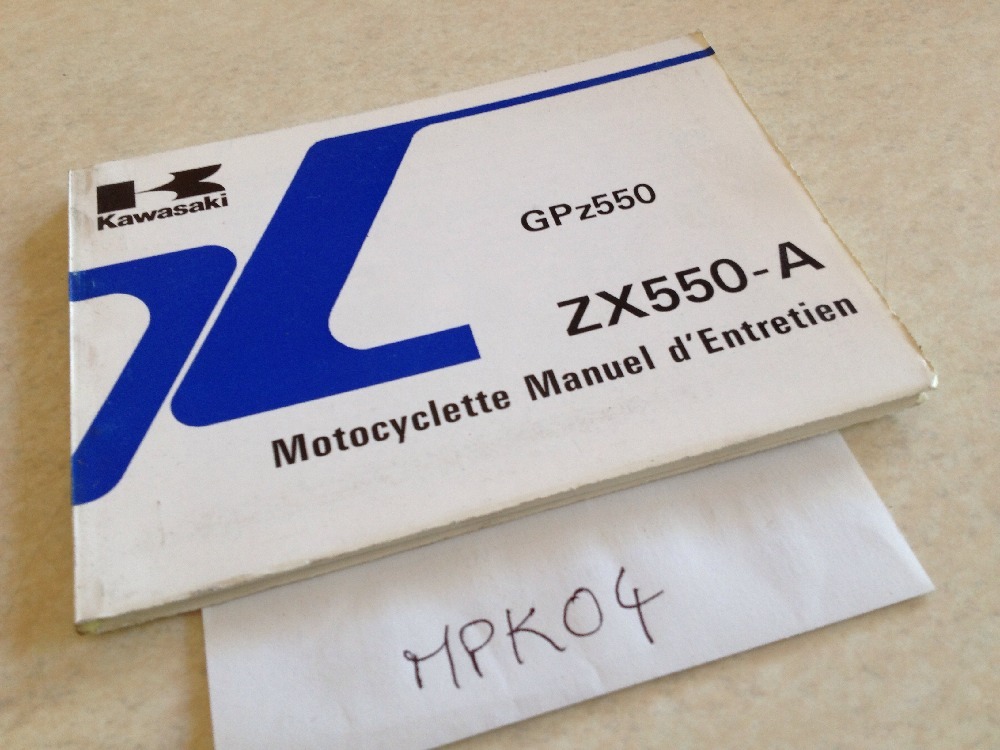 Kawasaki
GPz550
ZX550-A
Motocyclette Manuel d'Entretien
MPK04